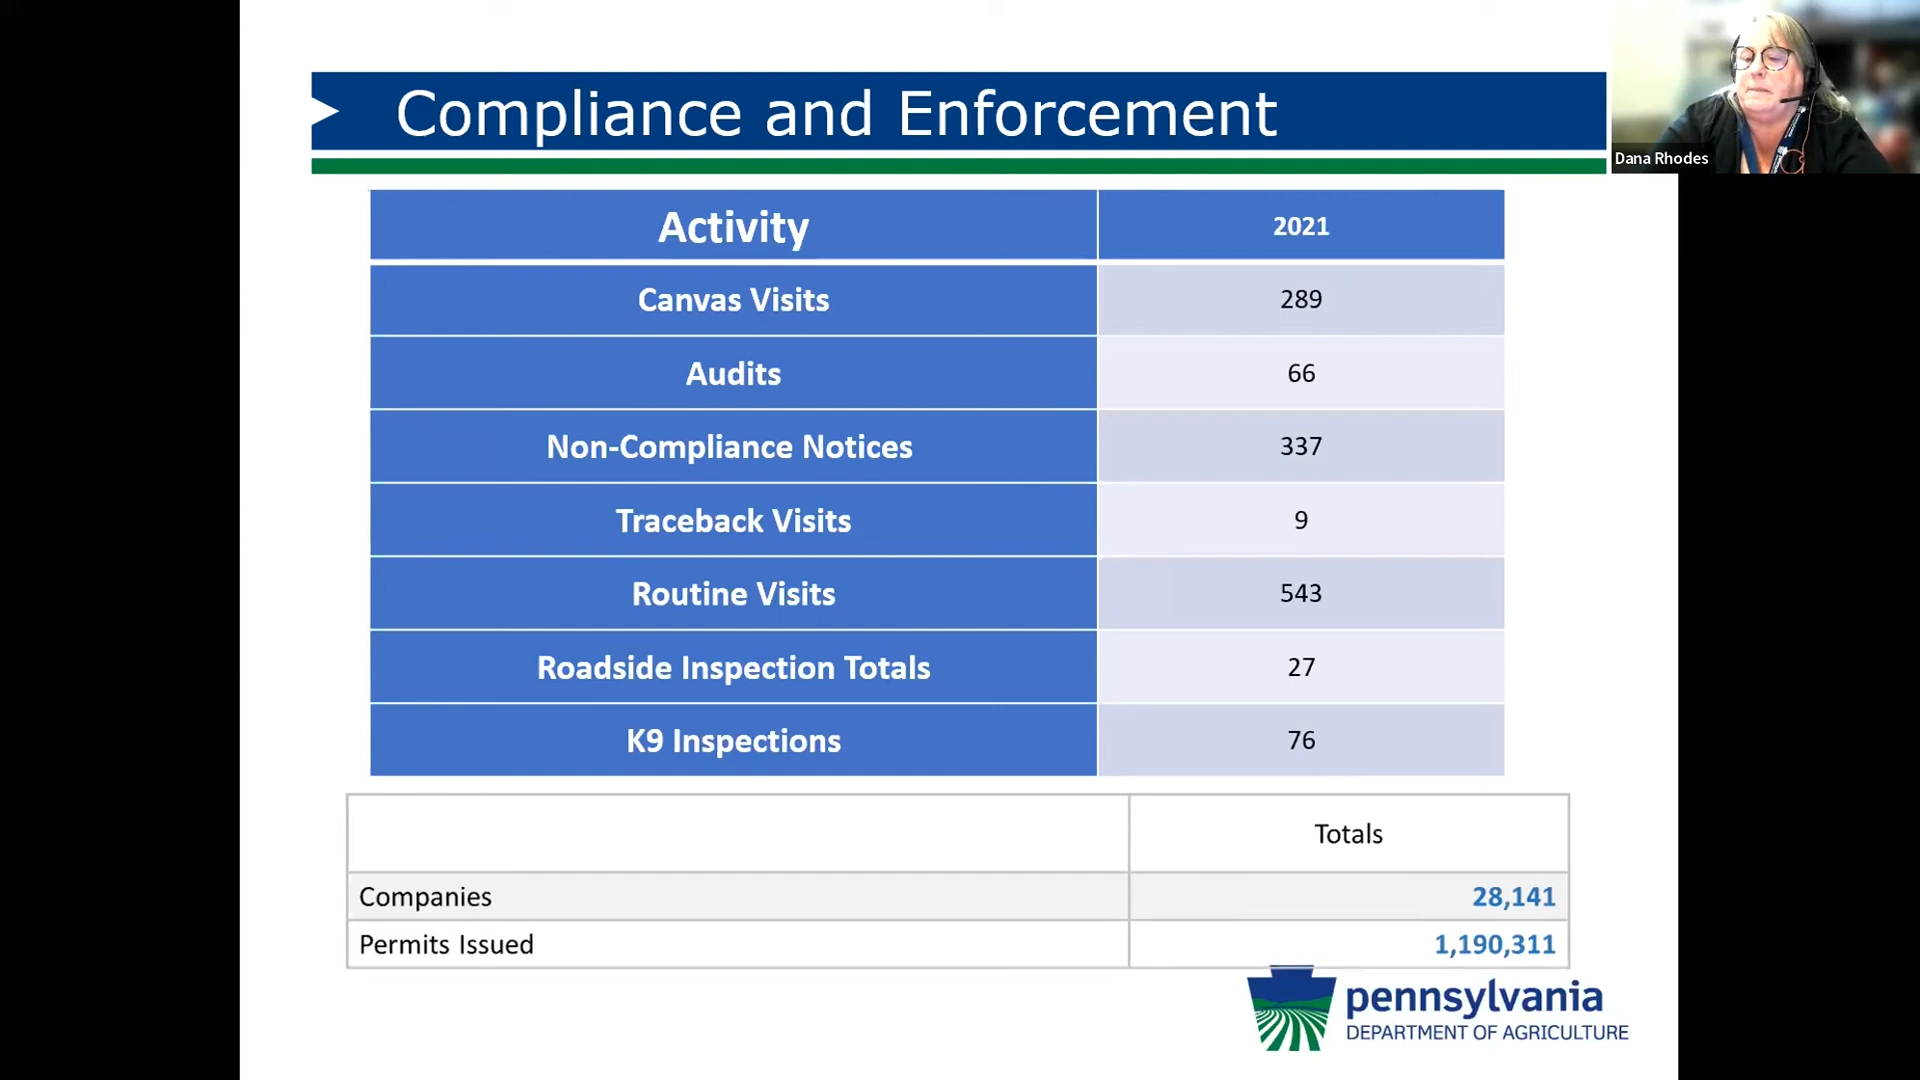 Compliance and Enforcement
Dana Rhodes
Activity 2021
Canvas Visits 289
Audits 66
Non-Compliance Notices 337
Traceback Visits 9
Routine Visits 543
Roadside Inspection Totals 27
K9 Inspections 76
Totals
Companies 28,141
Permits Issued 1,190,311
pennsylvania
DEPARTMENT OF AGRICULTURE